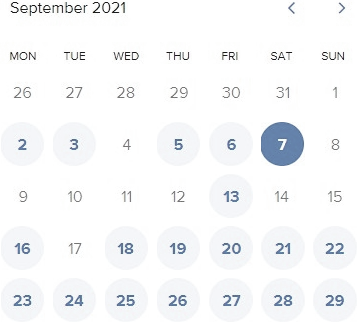 September 2021
MON TUE WED THU FRI SAT SUN
26 27 28 29 30 31 1
2 3 4 5 6 7 8
9 10 11 12 13 14 15
16 17 18 19 20 21 22
23 24 25 26 27 28 29